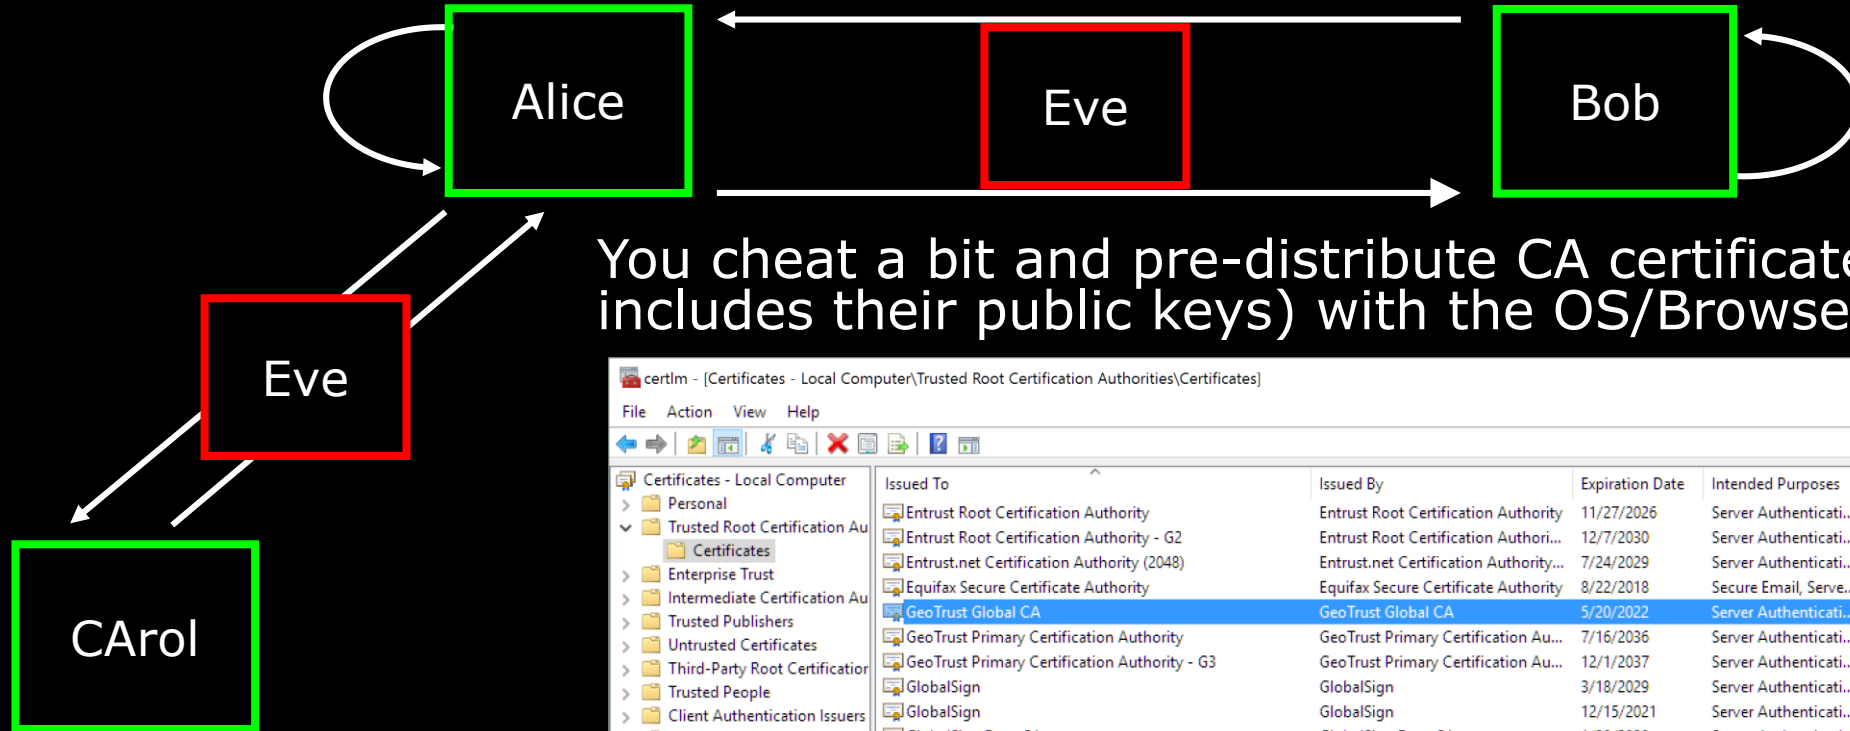 Alice
Eve
Bob
You cheat a bit and pre-distribute CA
includes their public keys) with the
Eve
CArol
certlm - [Certificates - Local Computer\Trusted Root Certification Authorities\Certificates]
File Action View Help
Certificates - Local Computer
Personal
Trusted Root Certification Au
Certificates
Enterprise Trust
Intermediate Certification Au
Trusted Publishers
Untrusted Certificates
Third-Party Root Certification
Trusted People
Client Authentication Issuers
Issued To Issued By Expiration Date Intended Purposes
Entrust Root Certification Authority Entrust Root Certification Authority 11/27/2026 Server Authenticati...
Entrust Root Certification Authority - G2 Entrust Root Certification Authori... 12/7/2030 Server Authenticati...
Entrust.net Certification Authority (2048) Entrust.net Certification Authority... 7/24/2029 Server Authenticati...
Equifax Secure Certificate Authority Equifax Secure Certificate Authority 8/22/2018 Secure Email, Serve...
GeoTrust Global CA GeoTrust Global CA 5/20/2022 Server Authenticati...
GeoTrust Primary Certification Authority GeoTrust Primary Certification Au... 7/16/2036 Server Authenticati...
GeoTrust Primary Certification Authority - G3 GeoTrust Primary Certification Au... 12/1/2037 Server Authenticati...
GlobalSign GlobalSign 3/18/2029 Server Authenticati...
GlobalSign GlobalSign 12/15/2021 Server Authenticati...